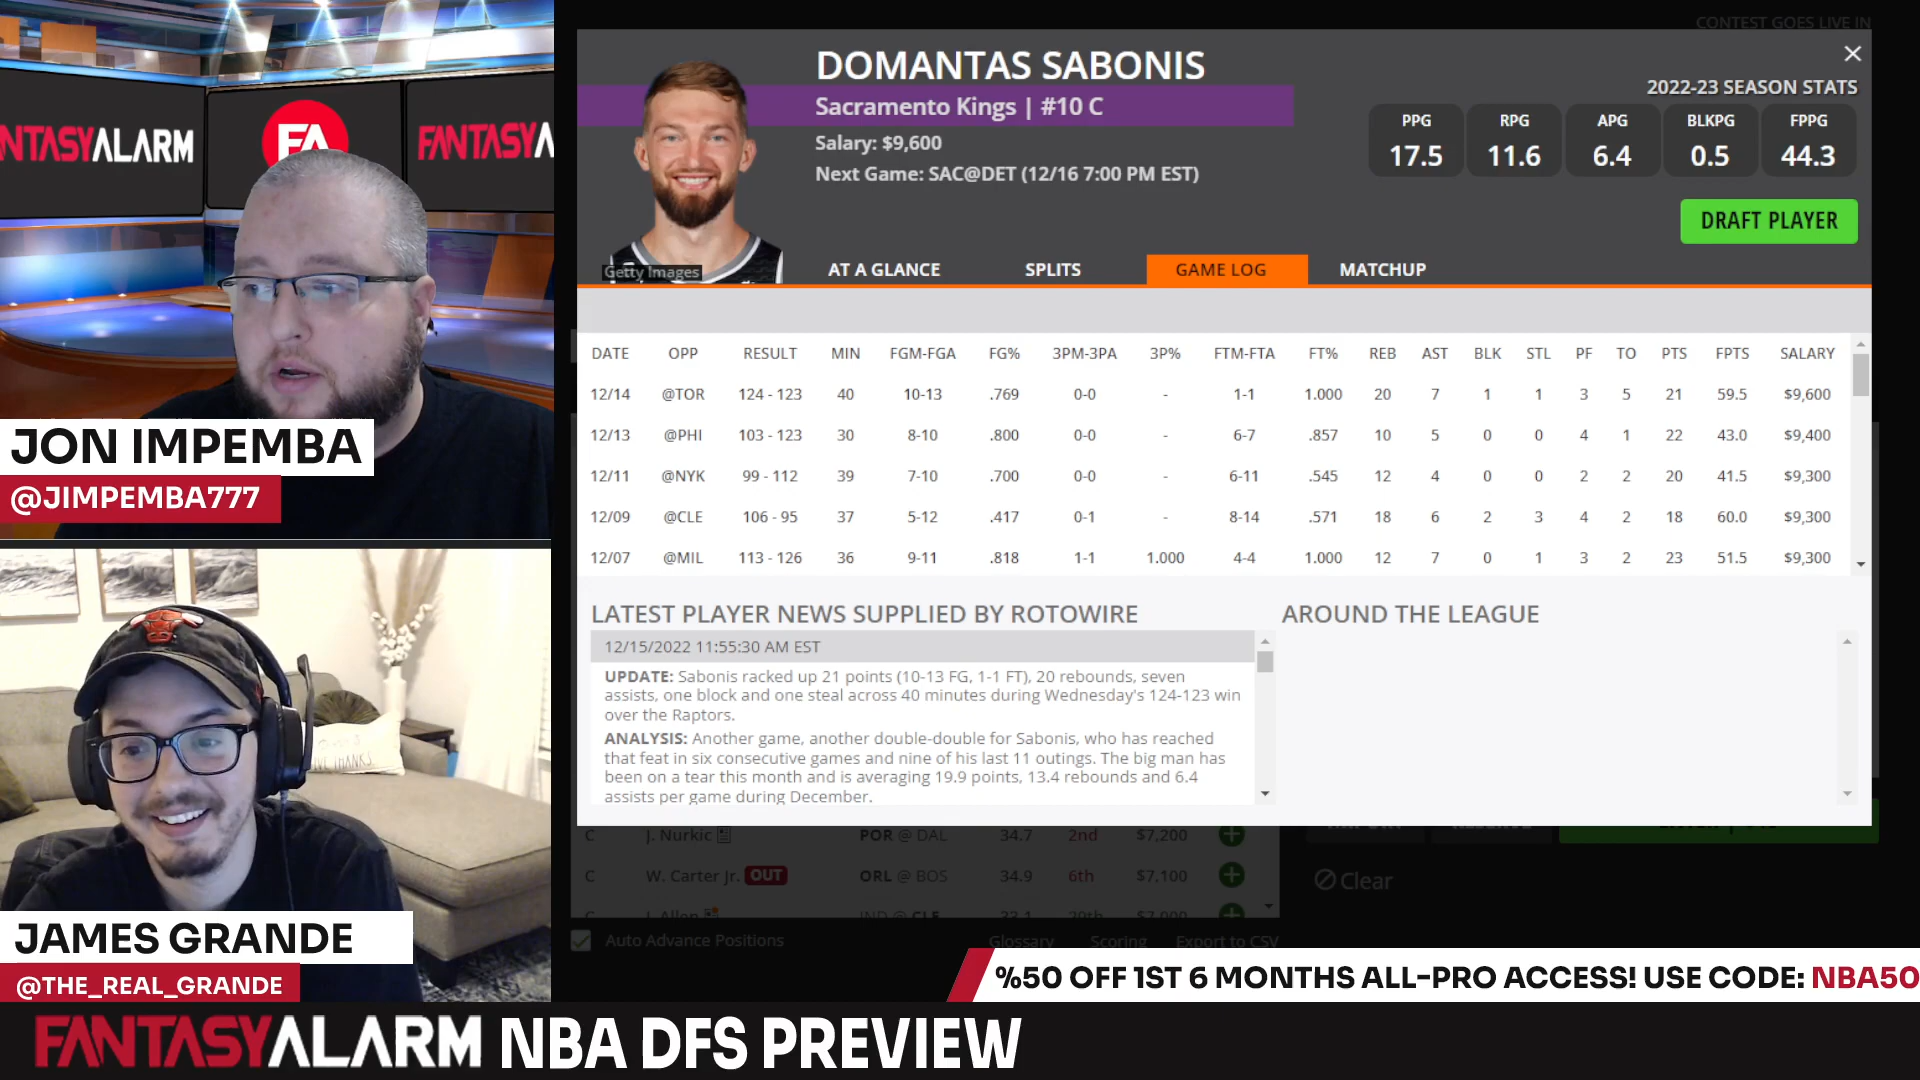 CONTEST GOES LIVE IN
DOMANTAS SABONIS
Sacramento Kings | #10 C
Salary: $9,600
Next Game: SAC@DET (12/16 7:00 PM EST)
2022-23 SEASON STATS
PPG RPG APG BLKPG FPPG
17.5 11.6 6.4 0.5 44.3
DRAFT PLAYER
Getty Images
AT A GLANCE SPLITS GAME LOG MATCHUP
DATE OPP RESULT MIN FGM-FGA FG% 3PM-3PA 3P% FTM-FTA FT% REB AST BLK STL PF TO PTS FPTS SALARY
12/14 @TOR 124 - 123 40 10-13 .769 0-0 - 1-1 1.000 20 7 1 1 3 5 21 59.5 $9,600
12/13 @PHI 103 - 123 30 8-10 .800 0-0 - 6-7 .857 10 5 0 0 4 1 22 43.0 $9,400
12/11 @NYK 99 - 112 39 7-10 .700 0-0 - 6-11 .545 12 4 0 0 2 2 20 41.5 $9,300
12/09 @CLE 106 - 95 37 5-12 .417 0-1 - 8-14 .571 18 6 2 3 4 2 18 60.0 $9,300
12/07 @MIL 113 - 126 36 9-11 .818 1-1 1.000 4-4 1.000 12 7 0 1 3 2 23 51.5 $9,300
LATEST PLAYER NEWS SUPPLIED BY ROTOWIRE
12/15/2022 11:55:30 AM EST
UPDATE: Sabonis racked up 21 points (10-13 FG, 1-1 FT), 20 rebounds, seven
assists, one block and one steal across 40 minutes during Wednesday's 124-123 win
over the Raptors.
ANALYSIS: Another game, another double-double for Sabonis, who has reached
that feat in six consecutive games and nine of his last 11 outings. The big man has
been on a tear this month and is averaging 19.9 points, 13.4 rebounds and 6.4
assists per game during December.
AROUND THE LEAGUE
C J. Nurkic POR @ DAL 34.7 2nd $7,200
C W. Carter Jr. OUT ORL @ BOS 34.9 6th $7,100
C J. Allen IND @ CLE
Clear
Auto Advance Positions
Glossary Scoring Export to CSV
NTASYALARM
FA
FANTASYA
JON IMPEMBA
@JIMPEMBA777
JAMES GRANDE
@THE_REAL_GRANDE
%50 OFF 1ST 6 MONTHS ALL-PRO ACCESS! USE CODE: NBA50
FANTASYALARM NBA DFS PREVIEW